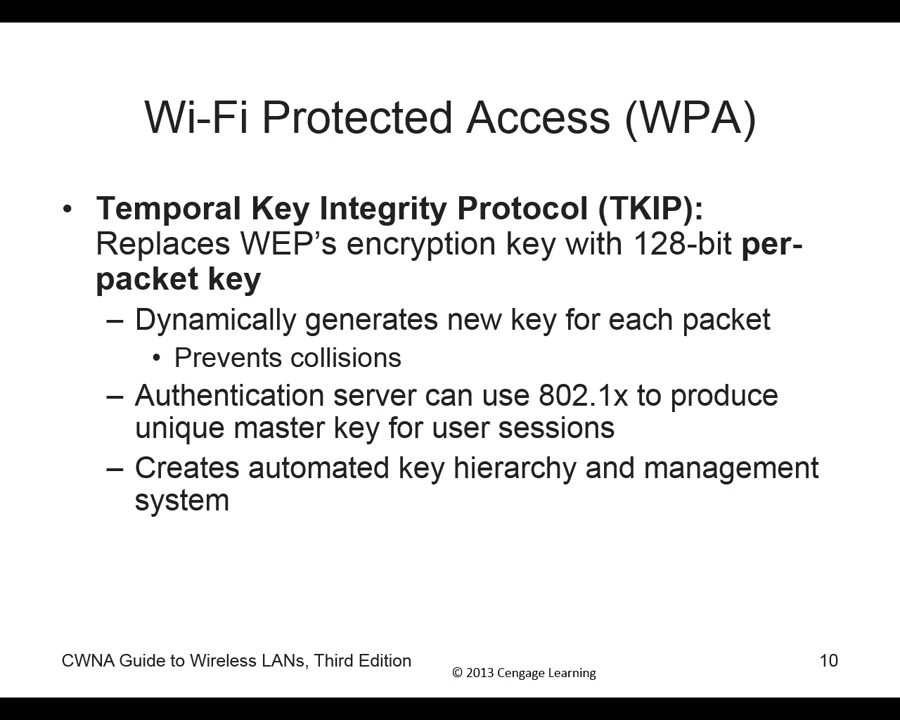 Wi-Fi Protected Access (WPA)
• Temporal Key Integrity Protocol (TKIP):
Replaces WEP’s encryption key with 128-bit per-
packet key
– Dynamically generates new key for each packet
• Prevents collisions
– Authentication server can use 802.1x to produce
unique master key for user sessions
– Creates automated key hierarchy and management
system
CWNA Guide to Wireless LANs, Third Edition
© 2013 Cengage Learning
10